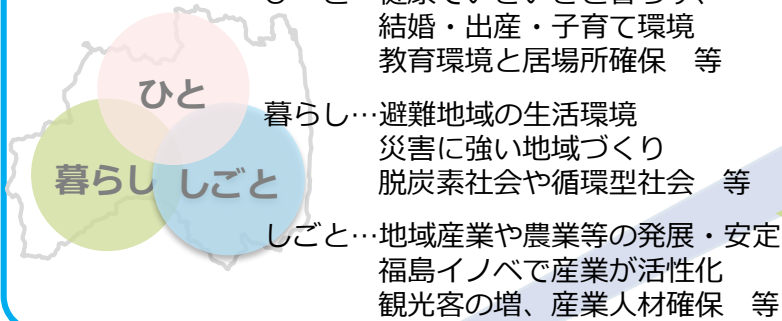 ひと
暮らし
しごと
結婚・出産・子育て環境
教育環境と居場所確保　等
暮らし…避難地域の生活環境
災害に強い地域づくり
脱炭素社会や循環型社会　等
しごと…地域産業や農業等の発展・安定
福島イノベで産業が活性化
観光客の増、産業人材確保　等